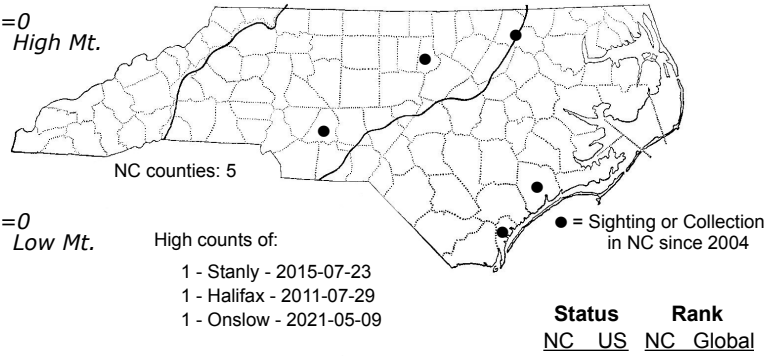 =0
High Mt.
NC counties: 5
=0
Low Mt.
● = Sighting or Collection
in NC since 2004
High counts of:
1 - Stanly - 2015-07-23
1 - Halifax - 2011-07-29
1 - Onslow - 2021-05-09
Status Rank
NC US NC Global